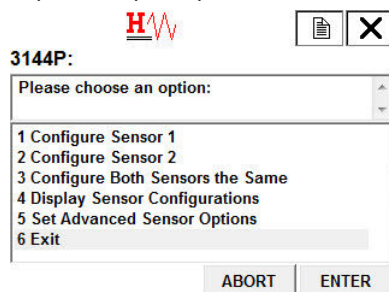 H
3144P:
Please choose an option:
1 Configure Sensor 1
2 Configure Sensor 2
3 Configure Both Sensors the Same
4 Display Sensor Configurations
5 Set Advanced Sensor Options
6 Exit
ABORT ENTER